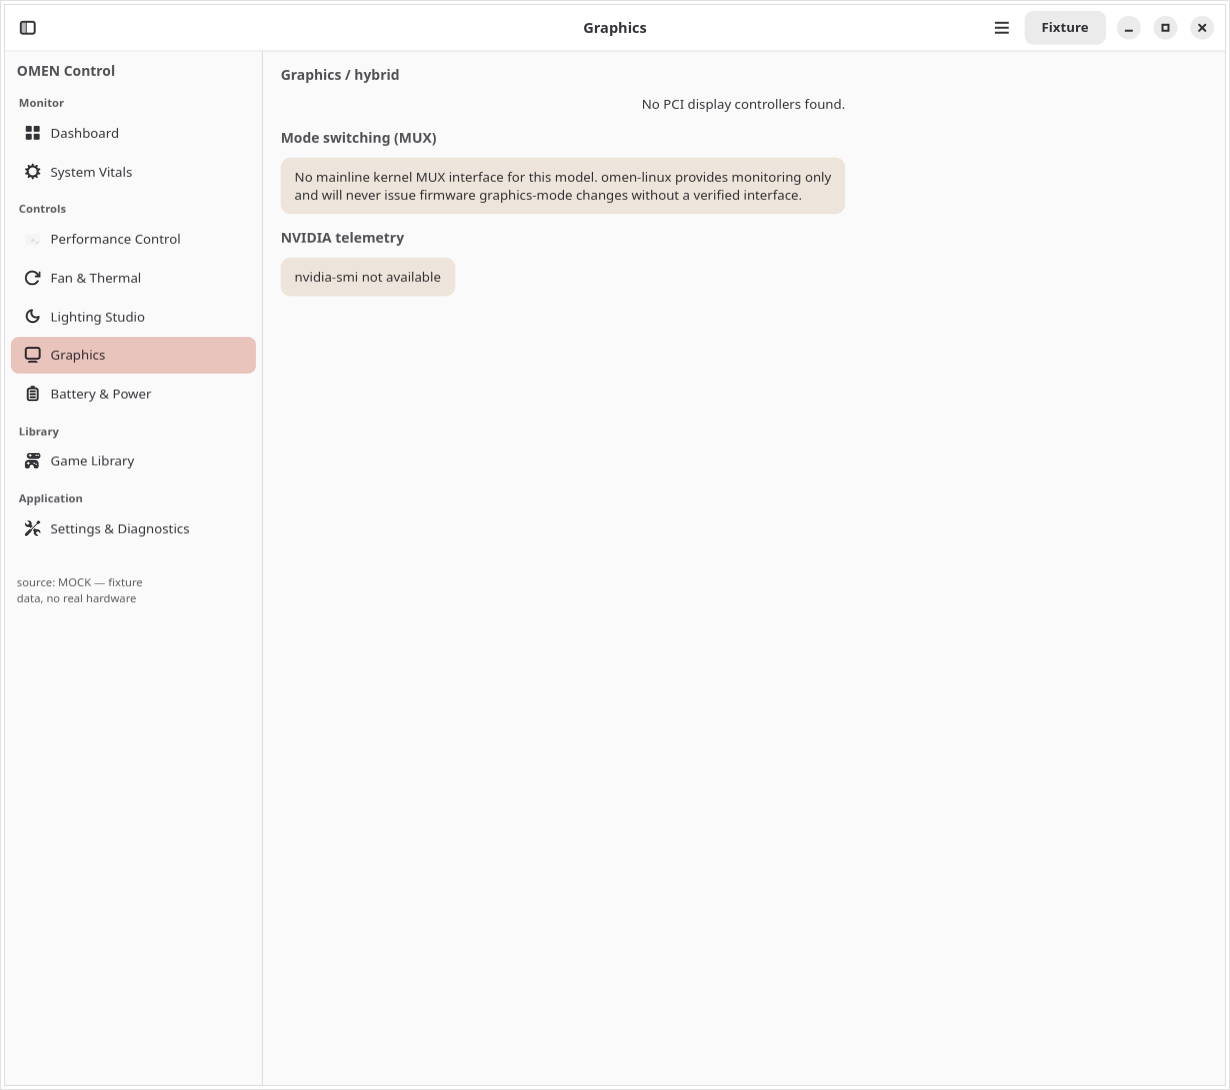 Graphics
Fixture
OMEN Control
Monitor
Dashboard
System Vitals
Controls
Performance Control
Fan & Thermal
Lighting Studio
Graphics
Battery & Power
Library
Game Library
Application
Settings & Diagnostics
source: MOCK — fixture
data, no real hardware
Graphics / hybrid
No PCI display controllers found.
Mode switching (MUX)
No mainline kernel MUX interface for this model. omen-linux provides monitoring only
and will never issue firmware graphics-mode changes without a verified interface.
NVIDIA telemetry
nvidia-smi not available